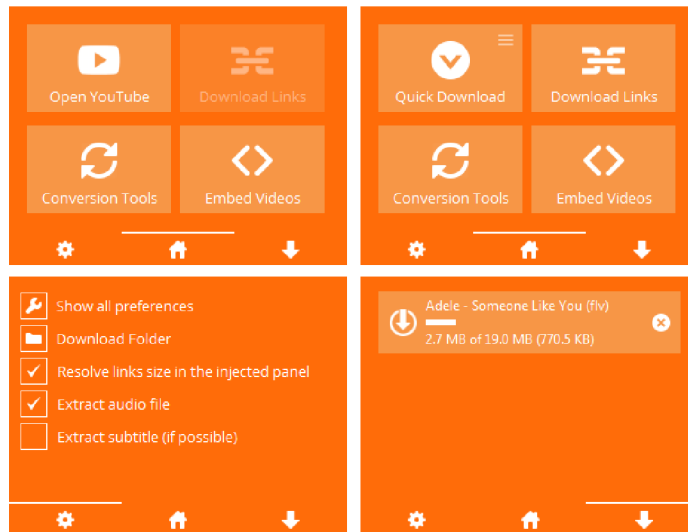 Open YouTube
Download Links
Conversion Tools
Embed Videos
Quick Download
Download Links
Conversion Tools
Embed Videos
Show all preferences
Download Folder
Resolve links size in the injected panel
Extract audio file
Extract subtitle (if possible)
Adele - Someone Like You (flv)
2.7 MB of 19.0 MB (770.5 KB)